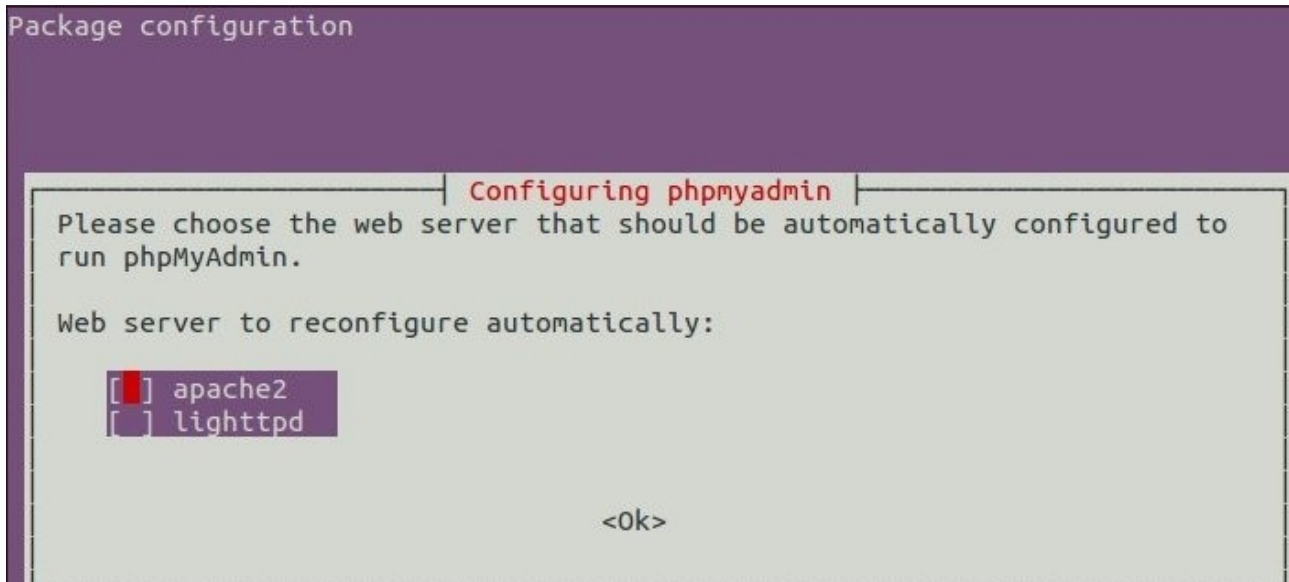 Package configuration
Configuring phpmyadmin
Please choose the web server that should be automatically configured to
run phpMyAdmin.
Web server to reconfigure automatically:
[ ] apache2
[ ] lighttpd
<Ok>